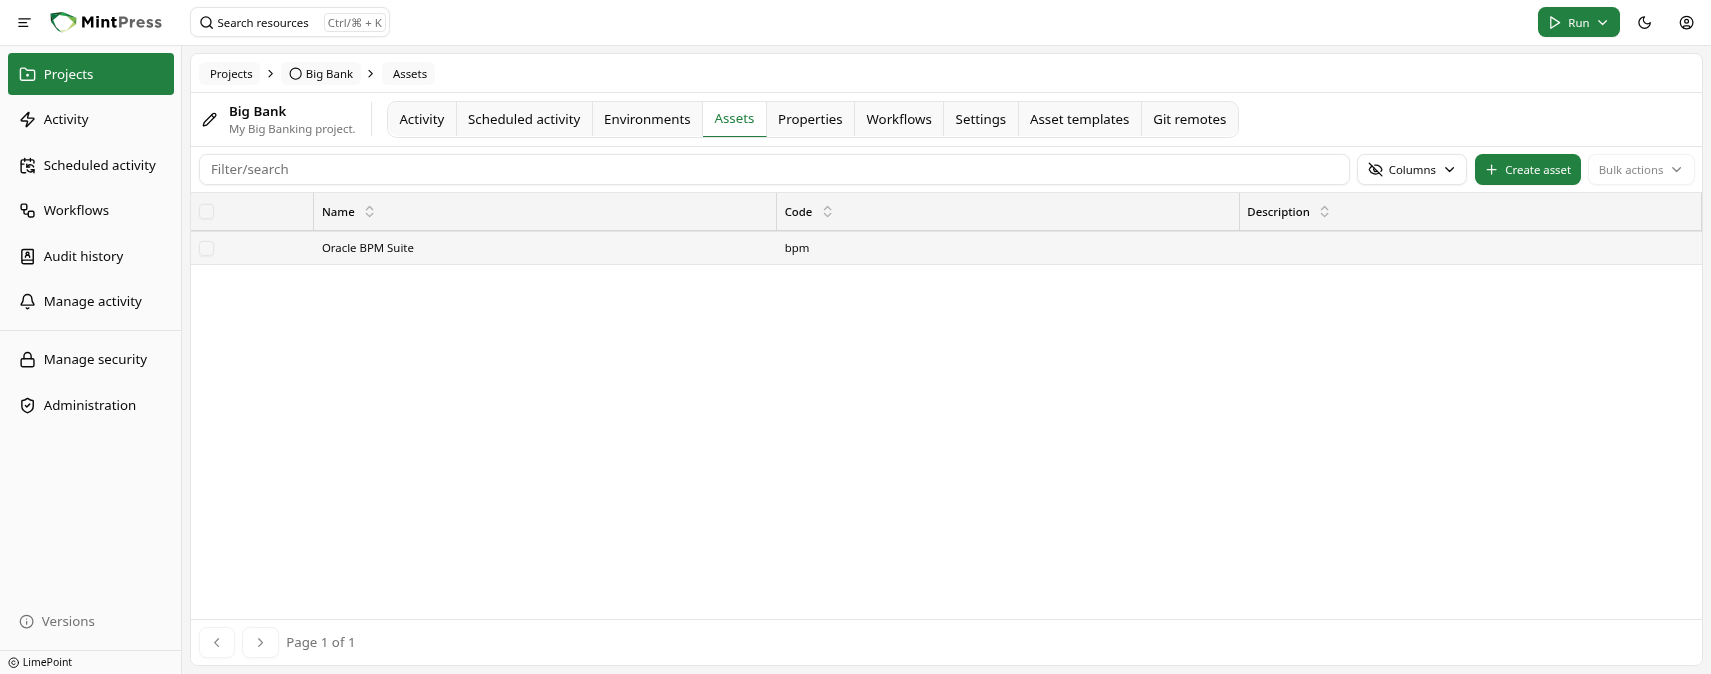 MintPress
Search resources Ctrl/⌘ + K
Run
Projects
Activity
Scheduled activity
Workflows
Audit history
Manage activity
Manage security
Administration
Versions
LimePoint
Projects Big Bank Assets
Big Bank
My Big Banking project.
Activity Scheduled activity Environments Assets Properties Workflows Settings Asset templates Git remotes
Filter/search Columns Create asset Bulk actions
Name Code Description
Oracle BPM Suite bpm
Page 1 of 1